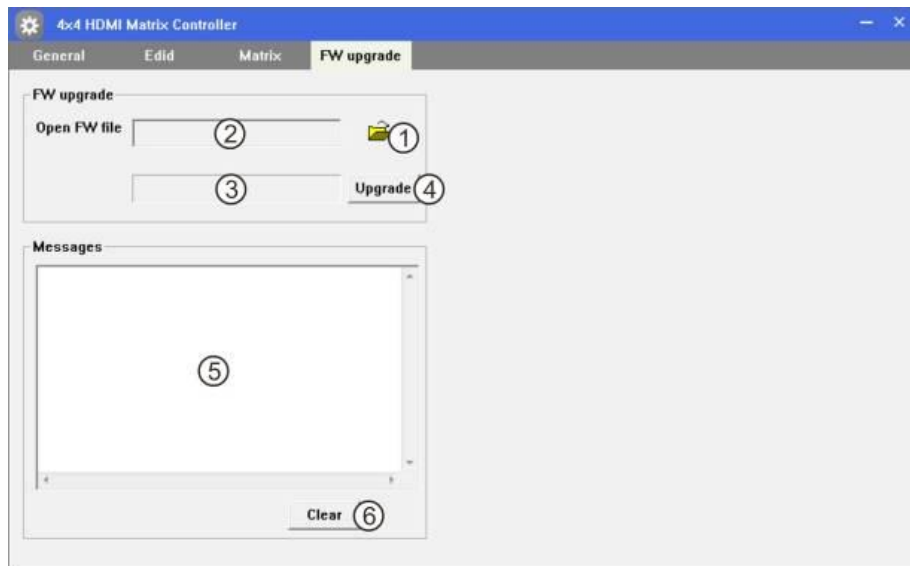 4x4 HDMI Matrix Controller
General Edid Matrix FW upgrade
FW upgrade
Open FW file ② ①
③ Upgrade ④
Messages
⑤
Clear ⑥